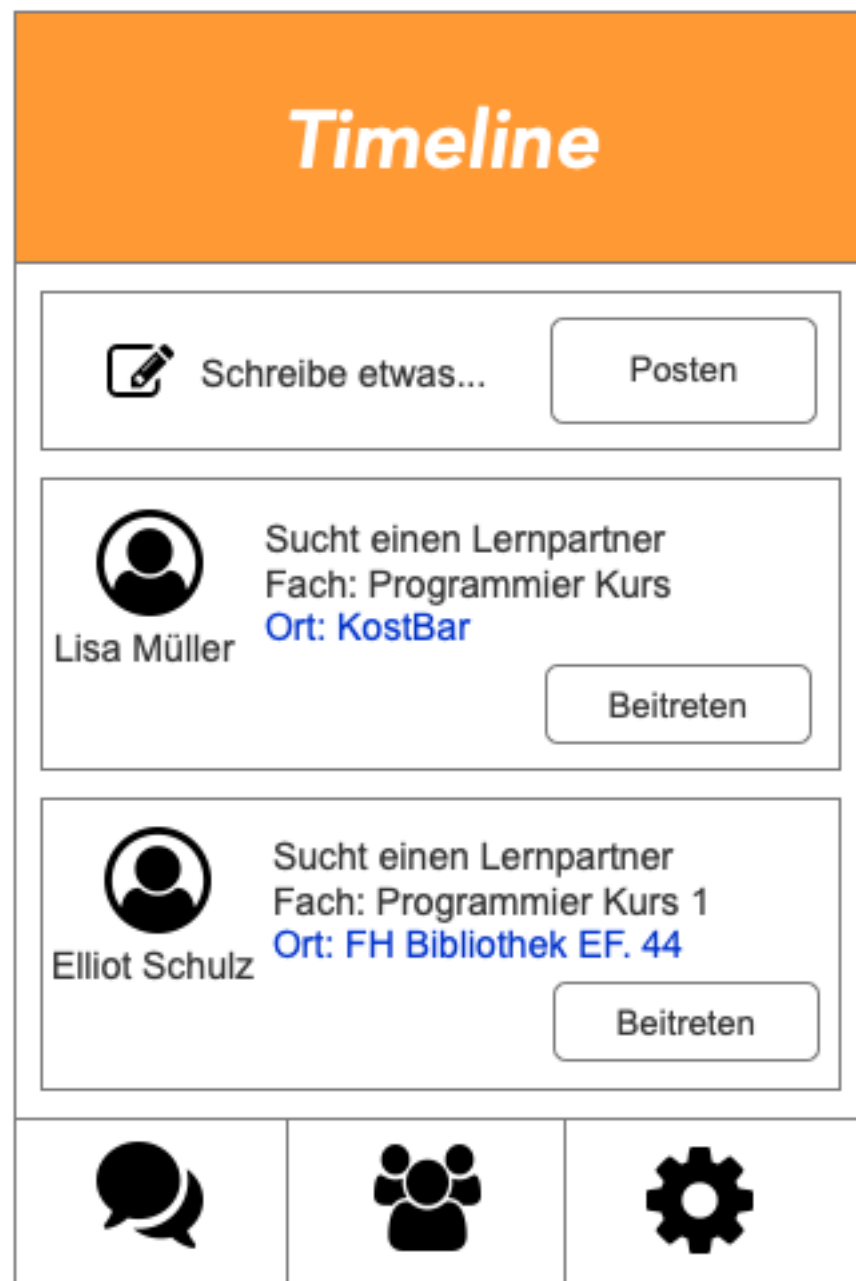 Timeline
Schreibe etwas...
Posten
Sucht einen Lernpartner
Fach: Programmier Kurs
Ort: KostBar
Lisa Müller
Beitreten
Sucht einen Lernpartner
Fach: Programmier Kurs 1
Ort: FH Bibliothek EF. 44
Elliot Schulz
Beitreten